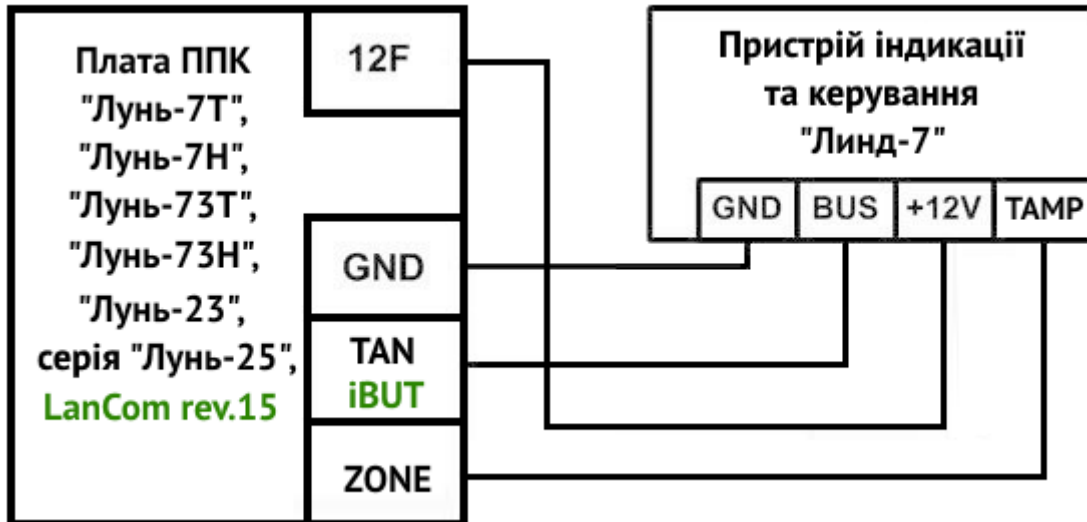 Плата ППК
"Лунь-7Т",
"Лунь-7Н",
"Лунь-73Т",
"Лунь-73Н",
"Лунь-23",
серія "Лунь-25",
LanCom rev.15
12F
GND
TAN
iBUT
ZONE
Пристрій індикації
та керування
"Линд-7"
GND BUS +12V TAMP